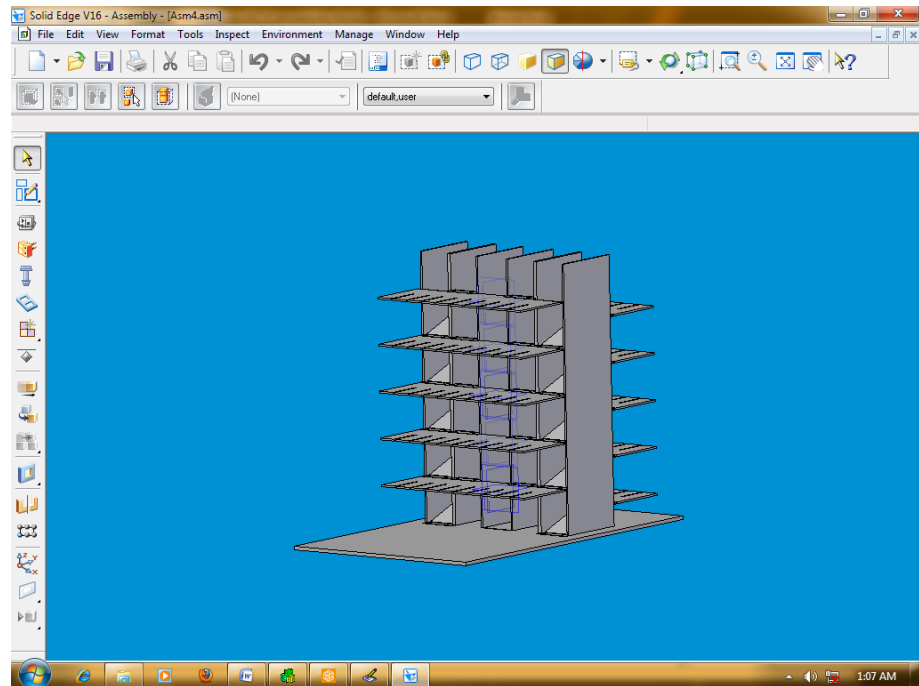 Solid Edge V16 - Assembly - [Asm4.asm]
File Edit View Format Tools Inspect Environment Manage Window Help
(None) default,user
1:07 AM